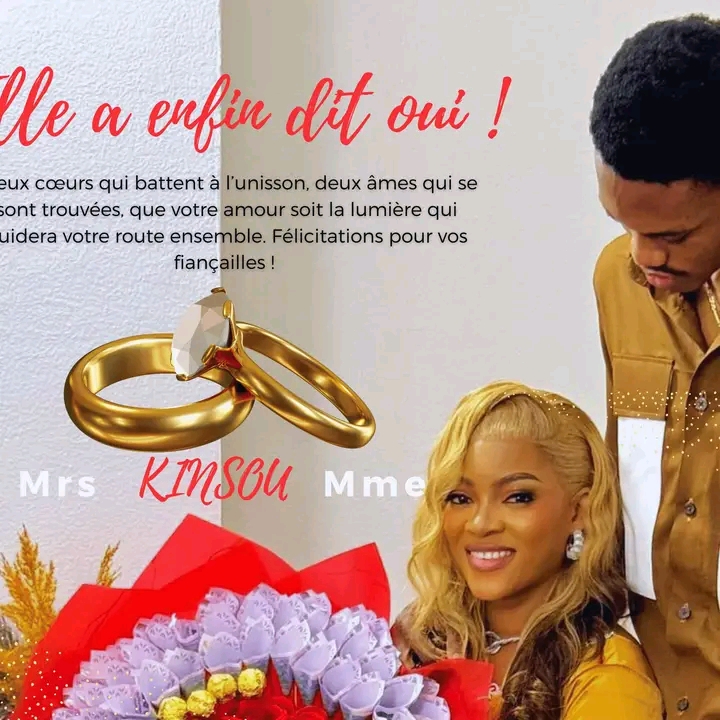 lle a enfin dit oui !
eux cœurs qui battent à l’unisson, deux âmes qui se
sont trouvées, que votre amour soit la lumière qui
uidera votre route ensemble. Félicitations pour vos
fiançailles !
Mrs KINSOU Mme